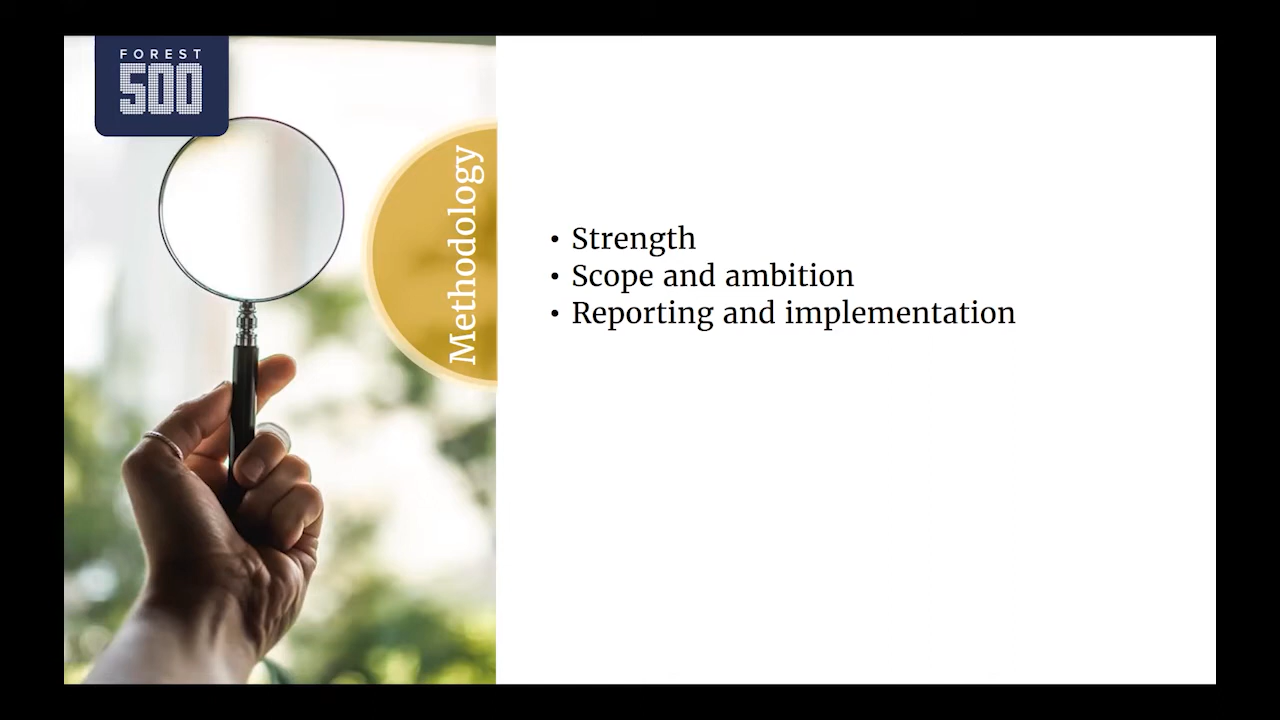 FOREST
500
Methodology
• Strength
• Scope and ambition
• Reporting and implementation